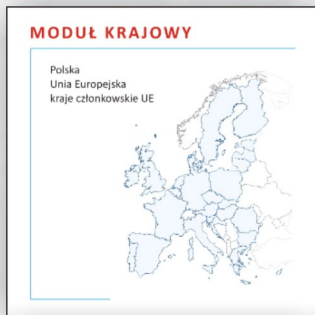 MODUŁ KRAJOWY
Polska
Unia Europejska
kraje członkowskie UE